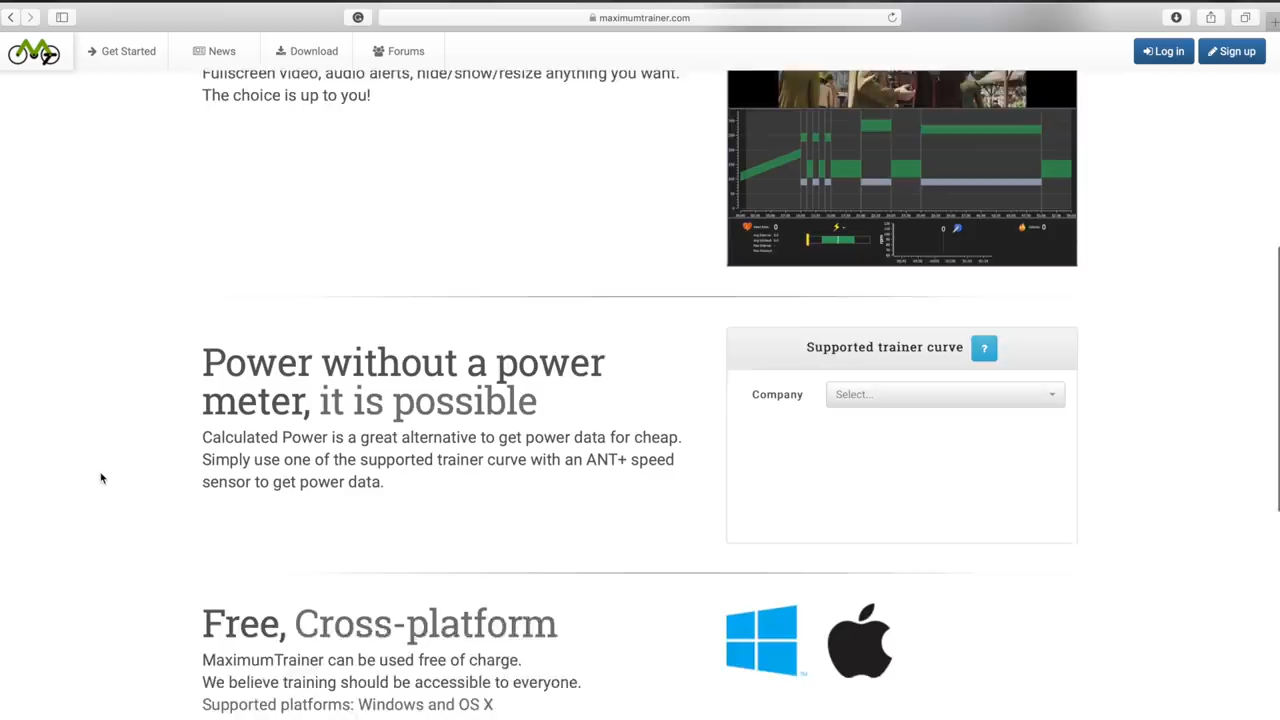 maximumtrainer.com
Get Started
News
Download
Forums
Log in
Sign up
Fullscreen video, audio alerts, hide/show/resize anything you want.
The choice is up to you!
Power without a power
meter, it is possible
Calculated Power is a great alternative to get power data for cheap.
Simply use one of the supported trainer curve with an ANT+ speed
sensor to get power data.
Supported trainer curve ?
Company Select...
Free, Cross-platform
MaximumTrainer can be used free of charge.
We believe training should be accessible to everyone.
Supported platforms: Windows and OS X